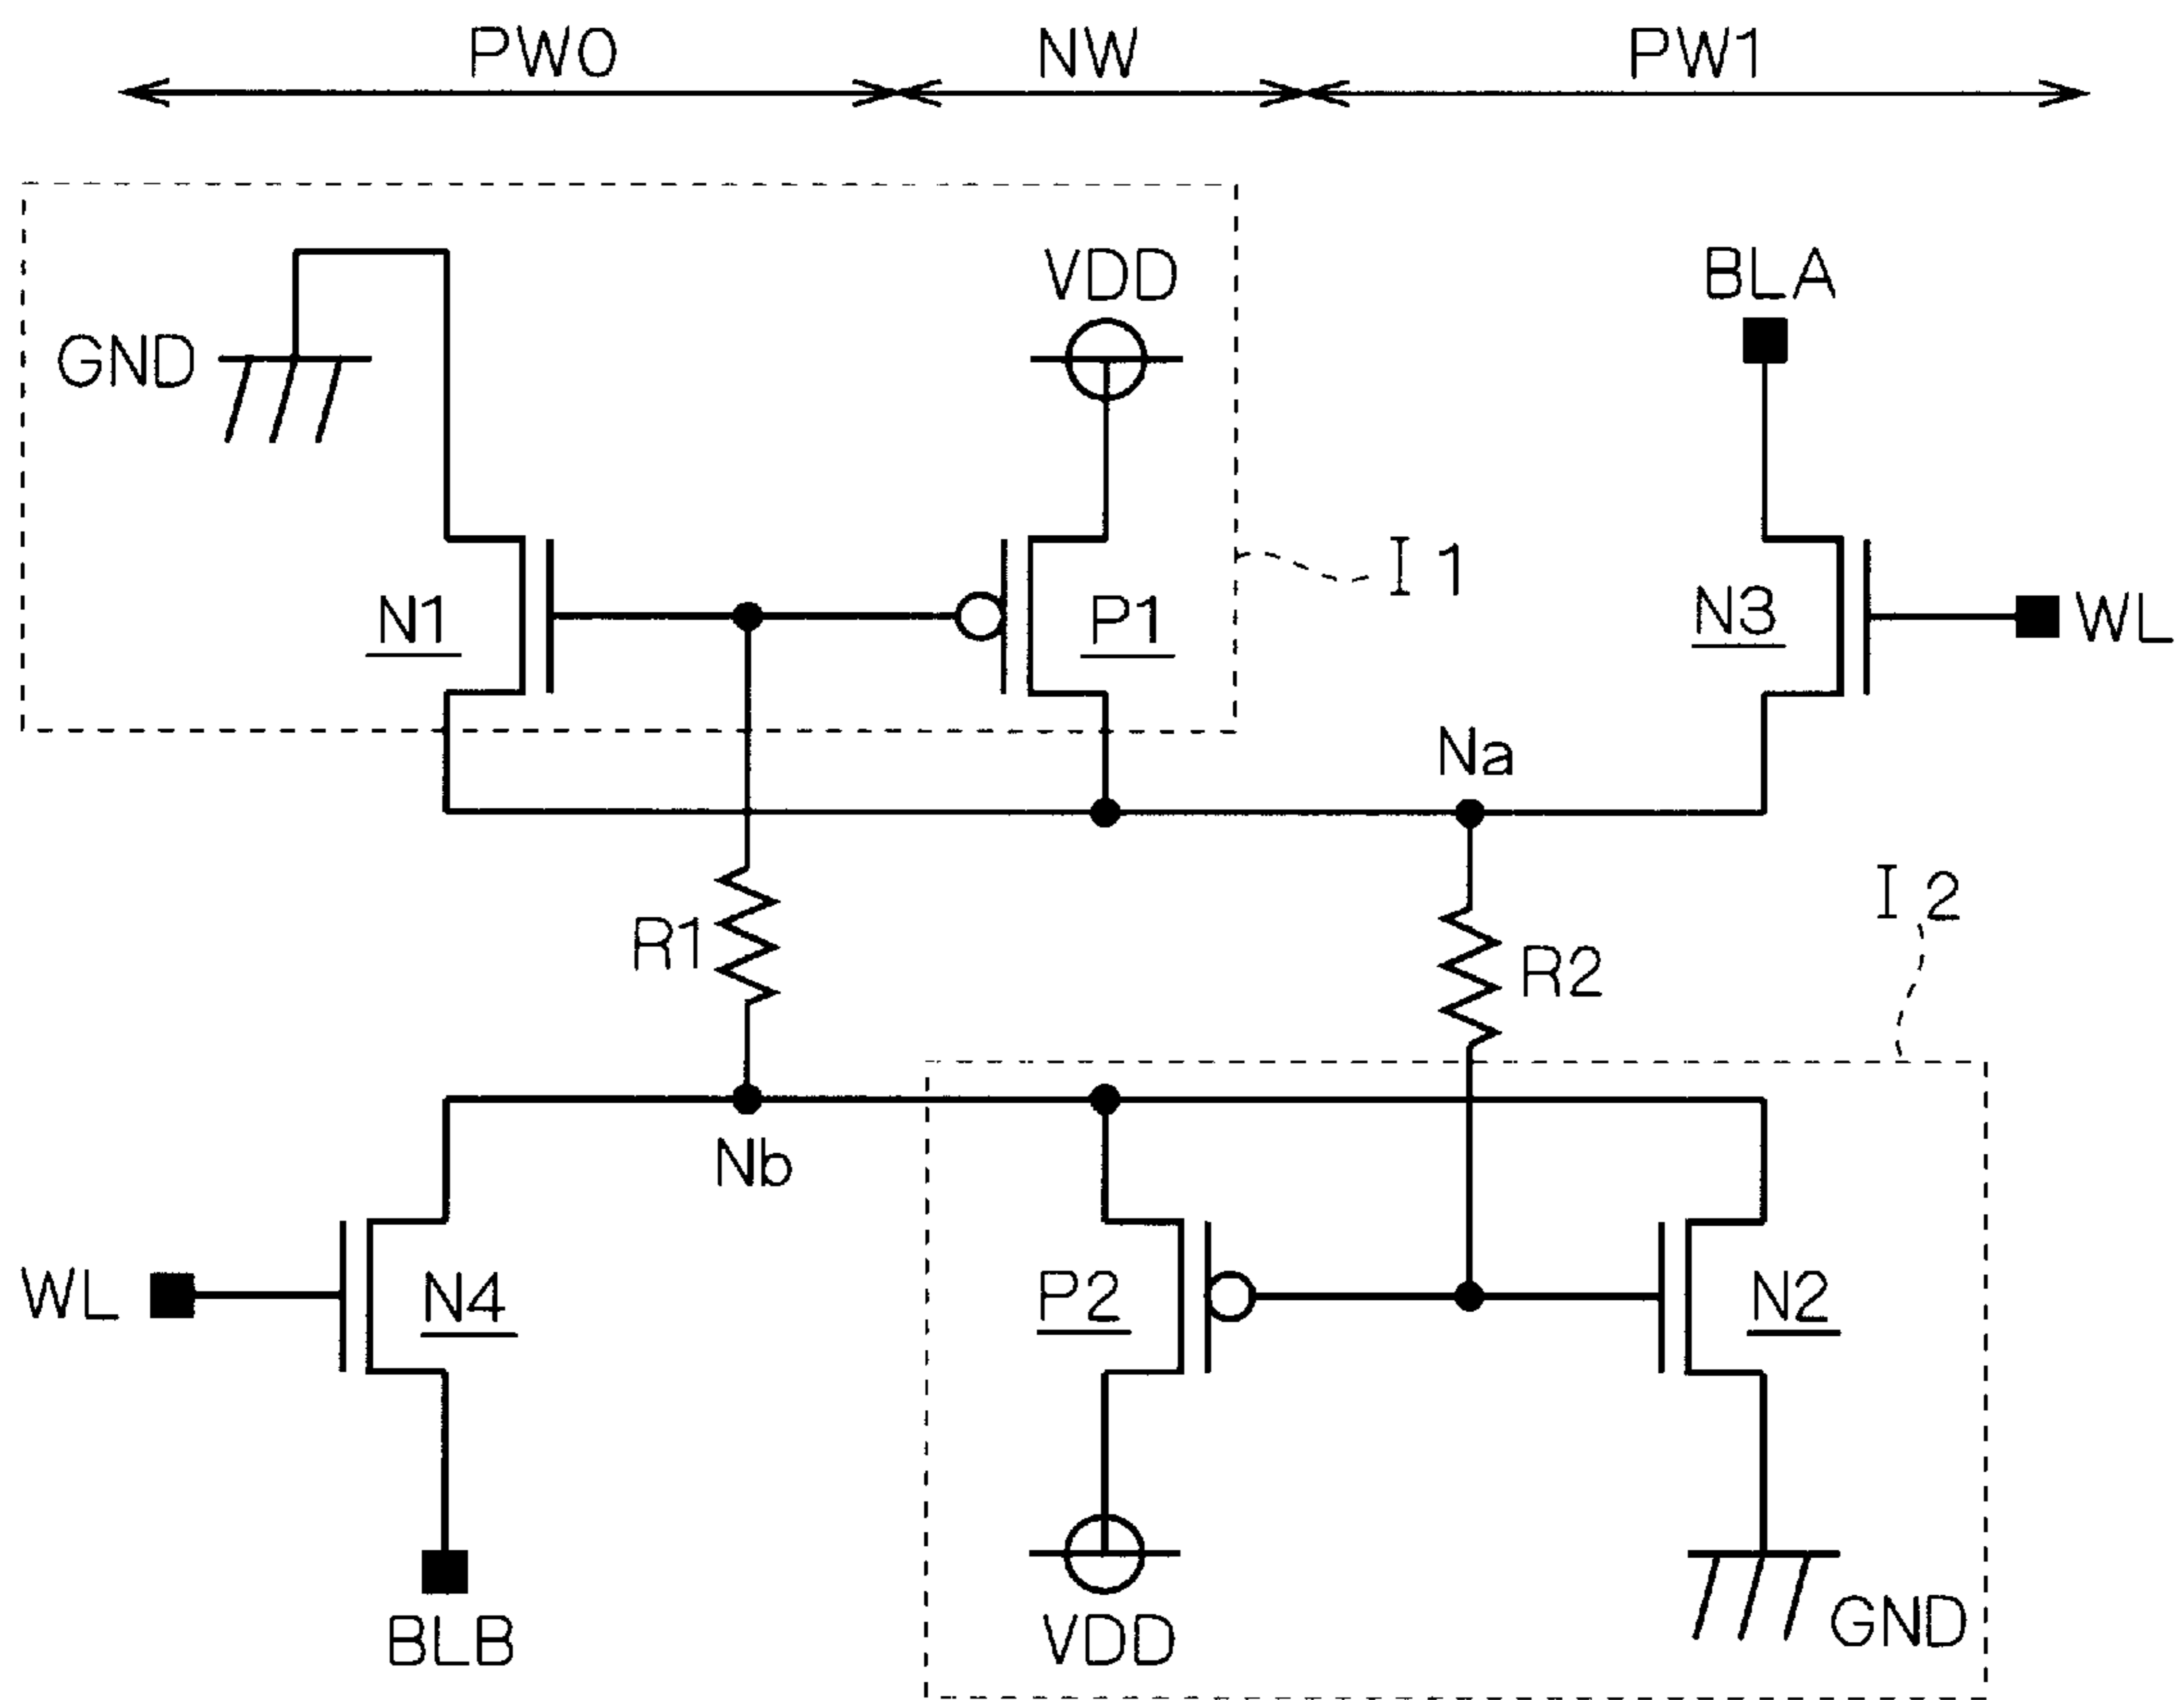 PW0 NW PW1
VDD BLA
GND
I1
N1 P1 N3 WL
Na
I2
R1 R2
Nb
WL N4 P2 N2
BLB VDD GND